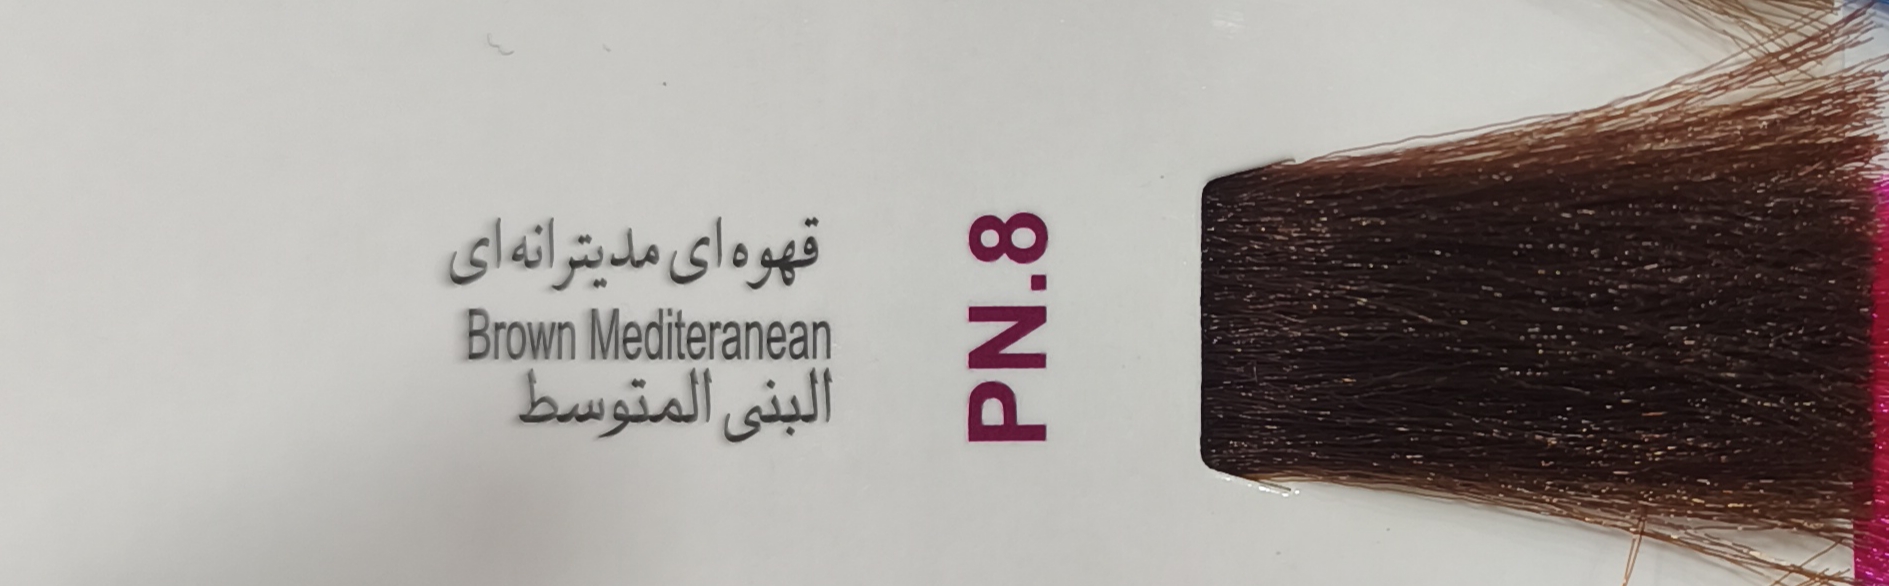 قهوه ای مدیترانه ای
Brown Mediteranean
البنی المتوسط
PN.8